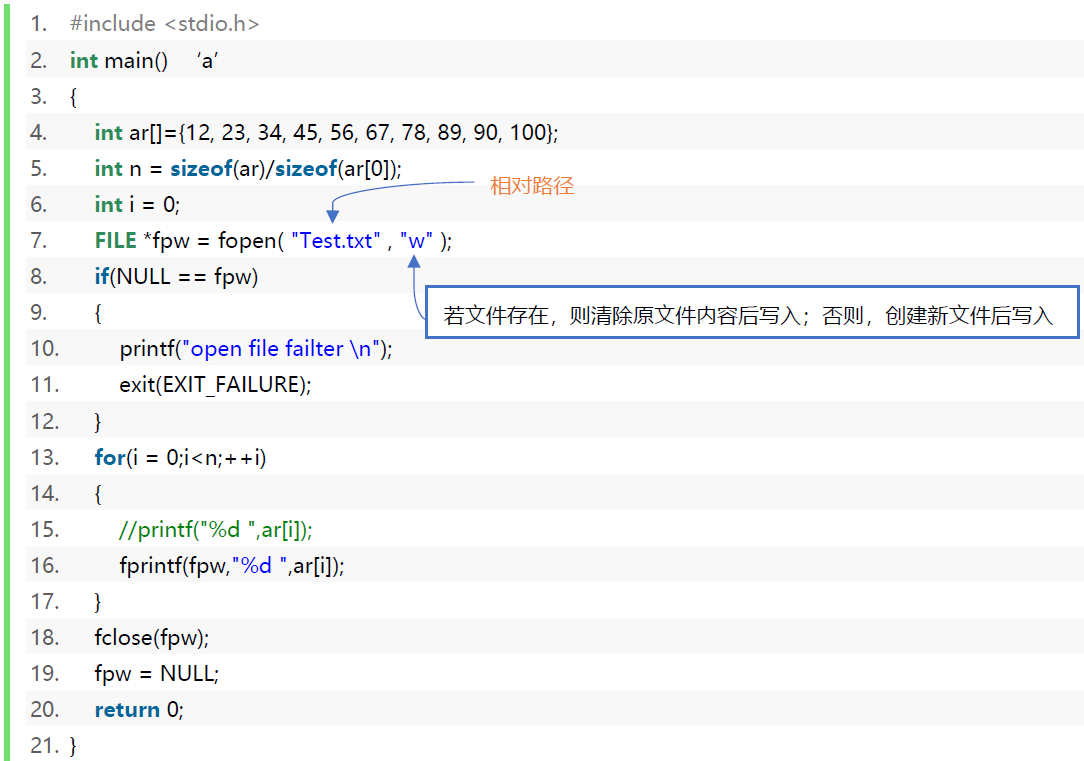 1. #include <stdio.h>
2. int main() ‘a’
3. {
4. int ar[]={12, 23, 34, 45, 56, 67, 78, 89, 90, 100};
5. int n = sizeof(ar)/sizeof(ar[0]);
相对路径
6. int i = 0;
7. FILE *fpw = fopen( "Test.txt" , "w" );
8. if(NULL == fpw)
9. {
若文件存在，则清除原文件内容后写入；否则，创建新文件后写入
10. printf("open file failter \n");
11. exit(EXIT_FAILURE);
12. }
13. for(i = 0;i<n;++i)
14. {
15. //printf("%d ",ar[i]);
16. fprintf(fpw,"%d ",ar[i]);
17. }
18. fclose(fpw);
19. fpw = NULL;
20. return 0;
21. }